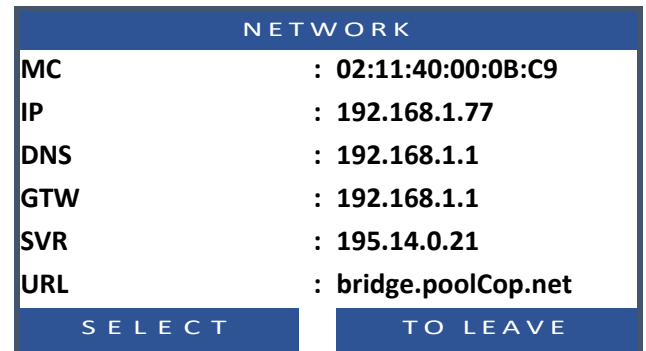 NETWORK
MC : 02:11:40:00:0B:C9
IP : 192.168.1.77
DNS : 192.168.1.1
GTW : 192.168.1.1
SVR : 195.14.0.21
URL : bridge.poolCop.net
SELECT TO LEAVE